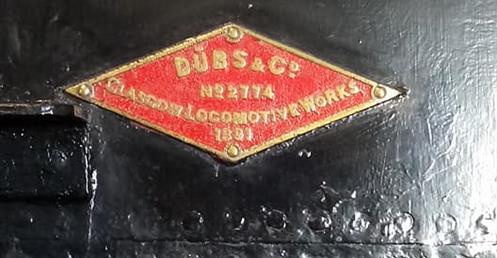 DÜBS & Co
No 2774
GLASGOW LOCOMOTIVE WORKS
1891